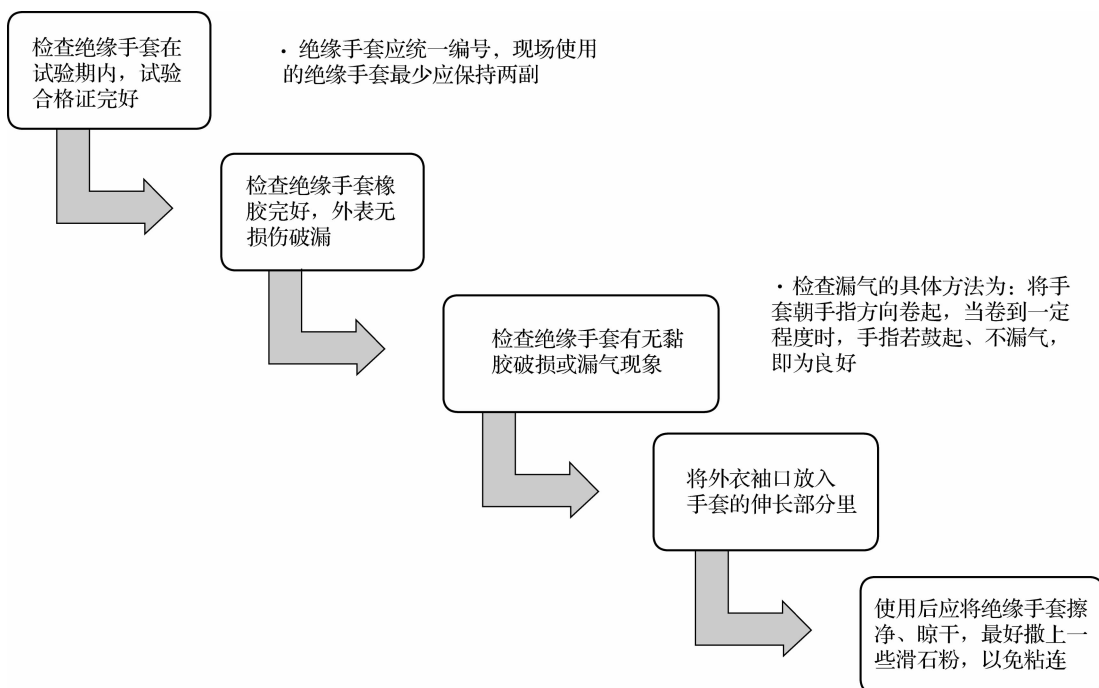 检查绝缘手套在
试验期内，试验
合格证完好
· 绝缘手套应统一编号，现场使用
的绝缘手套最少应保持两副
检查绝缘手套橡
胶完好，外表无
损伤破漏
· 检查漏气的具体方法为：将手
套朝手指方向卷起，当卷到一定
程度时，手指若鼓起、不漏气，
即为良好
检查绝缘手套有无黏
胶破损或漏气现象
将外衣袖口放入
手套的伸长部分里
使用后应将绝缘手套擦
净、晾干，最好撒上一
些滑石粉，以免粘连